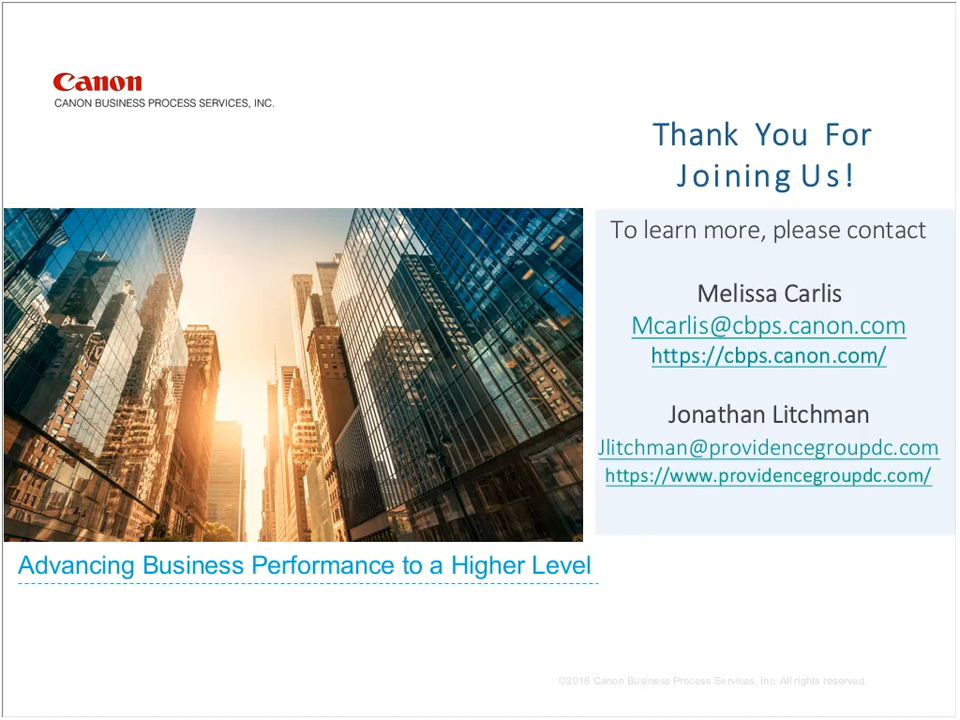 Canon
CANON BUSINESS PROCESS SERVICES, INC.
Thank You For
Joining Us!
To learn more, please contact
Melissa Carlis
Mcarlis@cbps.canon.com
https://cbps.canon.com/
Jonathan Litchman
Jlitchman@providencegroupdc.com
https://www.providencegroupdc.com/
Advancing Business Performance to a Higher Level
©2016 Canon Business Process Services, Inc. All rights reserved.